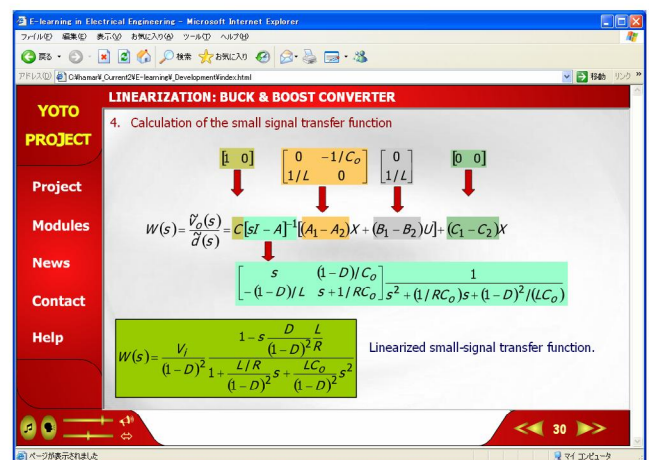 E-learning in Electrical Engineering - Microsoft Internet Explorer
ファイル(F) 編集(E) 表示(V) お気に入り(A) ツール(T) ヘルプ(H)
戻る 検索 お気に入り
アドレス(D) C:¥hamar¥_Current2¥E-learning¥_Development¥index.html 移動 リンク »
YOTO
PROJECT
Project
Modules
News
Contact
Help
LINEARIZATION: BUCK & BOOST CONVERTER
4. Calculation of the small signal transfer function
[1 0] [0 -1/C_o; 1/L 0] [0; 1/L] [0 0]
W(s) = ṽ_o(s)/d̃(s) = C[sI - A]^-1[(A_1 - A_2)X + (B_1 - B_2)U] + (C_1 - C_2)X
[s (1-D)/C_o; -(1-D)/L s+1/RC_o] 1/(s^2+(1/RC_o)s+(1-D)^2/(LC_o))
W(s) = V_i/(1-D)^2 (1-s D/(1-D)^2 L/R)/(1+ (L/R)/(1-D)^2 s + LC_o/(1-D)^2 s^2)
Linearized small-signal transfer function.
<< 30 >>
ページが表示されました マイ コンピュータ